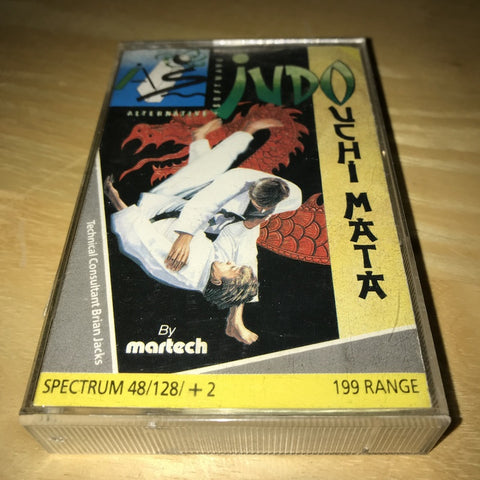 ALTERNATIVE
SOFTWARE
JUDO
UCHI MATA
Technical Consultant Brian Jacks
By
martech
SPECTRUM 48/128/ + 2
199 RANGE